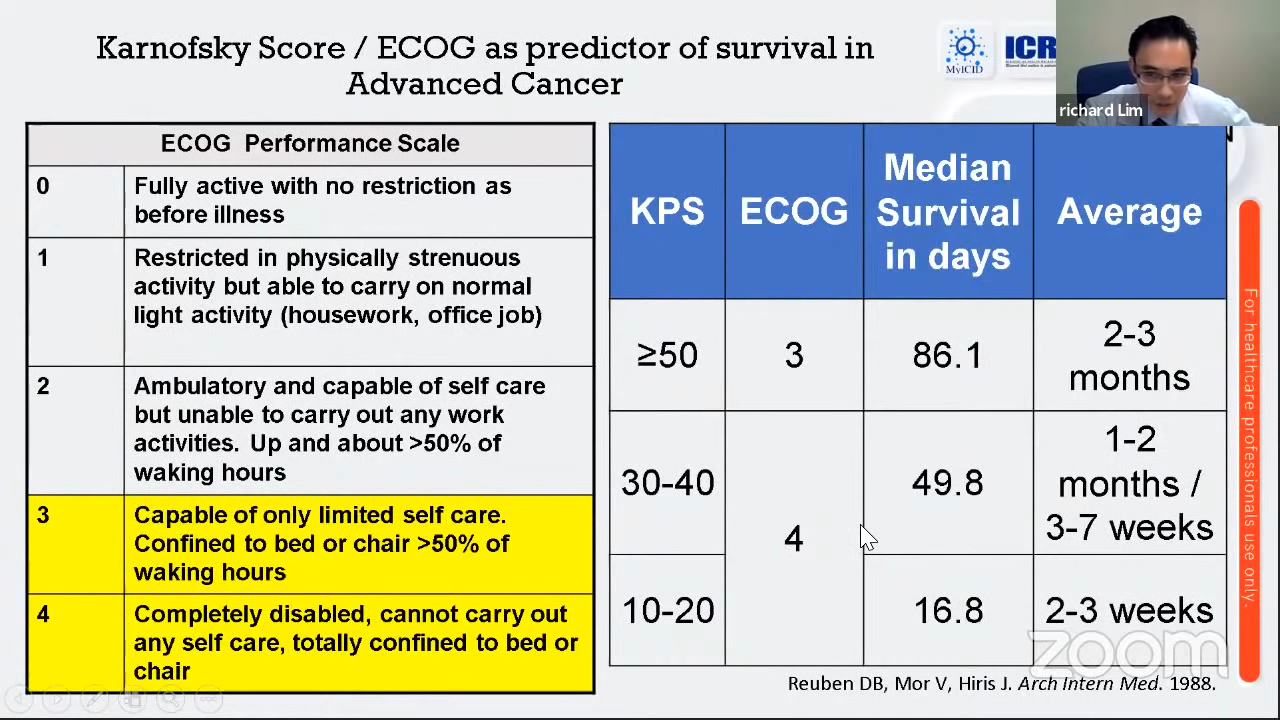 Karnofsky Score / ECOG as predictor of survival in
Advanced Cancer
MyICID
ICR
richard Lim
ECOG Performance Scale
0
Fully active with no restriction as
before illness
1
Restricted in physically strenuous
activity but able to carry on normal
light activity (housework, office job)
2
Ambulatory and capable of self care
but unable to carry out any work
activities. Up and about >50% of
waking hours
3
Capable of only limited self care.
Confined to bed or chair >50% of
waking hours
4
Completely disabled, cannot carry out
any self care, totally confined to bed or
chair
KPS
ECOG
Median
Survival
in days
Average
≥50
3
86.1
2-3
months
30-40
4
49.8
1-2
months /
3-7 weeks
10-20
16.8
2-3 weeks
zoom
Reuben DB, Mor V, Hiris J. Arch Intern Med. 1988.
For healthcare professionals use only.